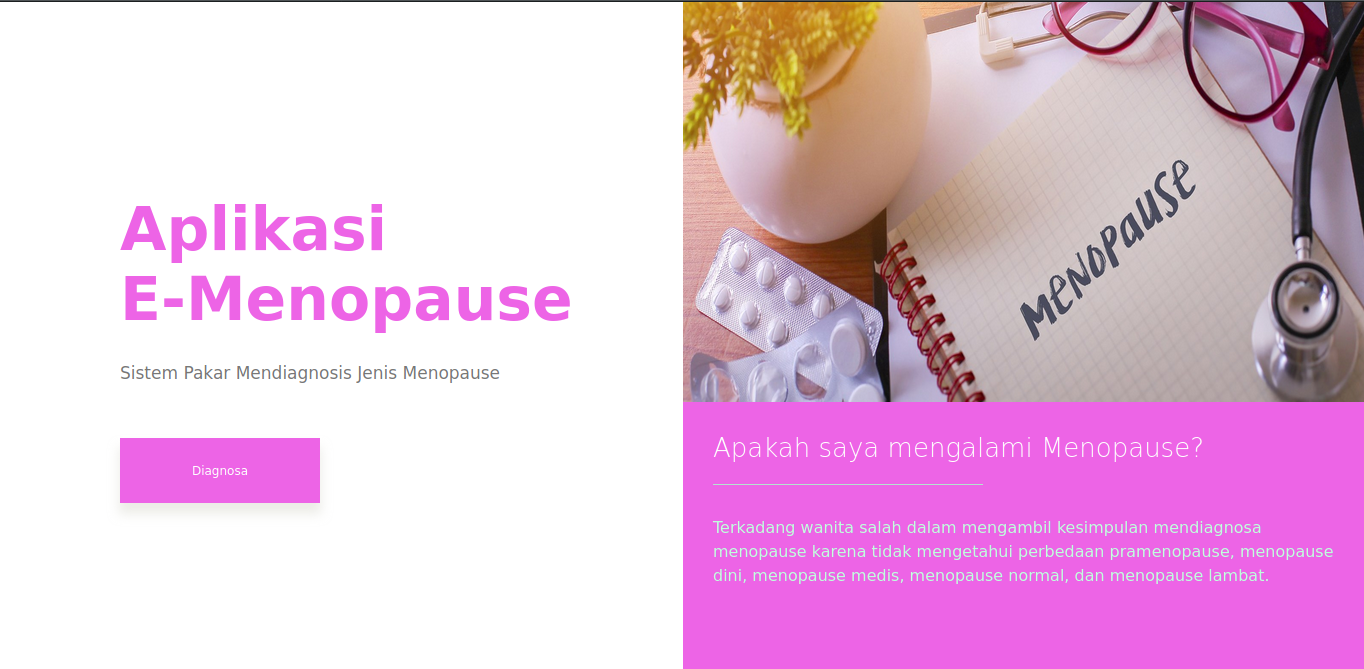 Aplikasi
E-Menopause
Sistem Pakar Mendiagnosis Jenis Menopause
Diagnosa
MENOPAUSE
Apakah saya mengalami Menopause?
Terkadang wanita salah dalam mengambil kesimpulan mendiagnosa
menopause karena tidak mengetahui perbedaan pramenopause, menopause
dini, menopause medis, menopause normal, dan menopause lambat.